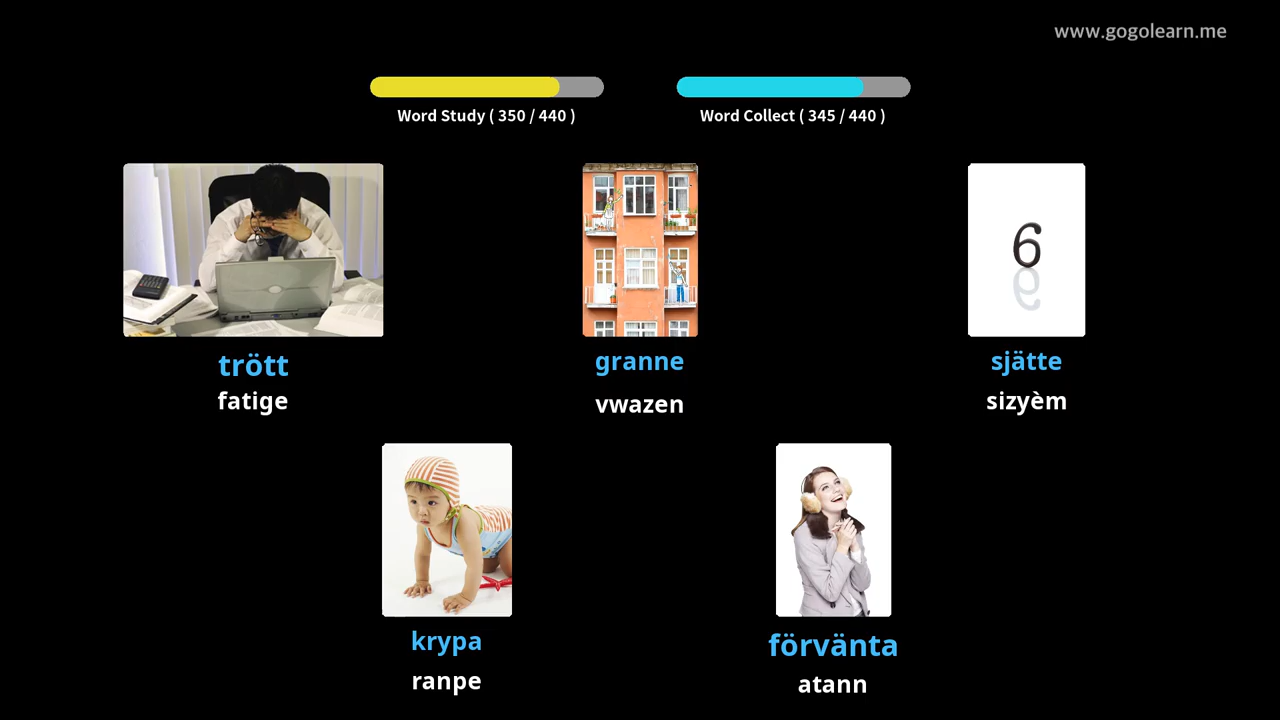 www.gogolearn.me
Word Study ( 350 / 440 )
Word Collect ( 345 / 440 )
trött
fatige
granne
vwazen
6
sjätte
sizyèm
krypa
ranpe
förvänta
atann